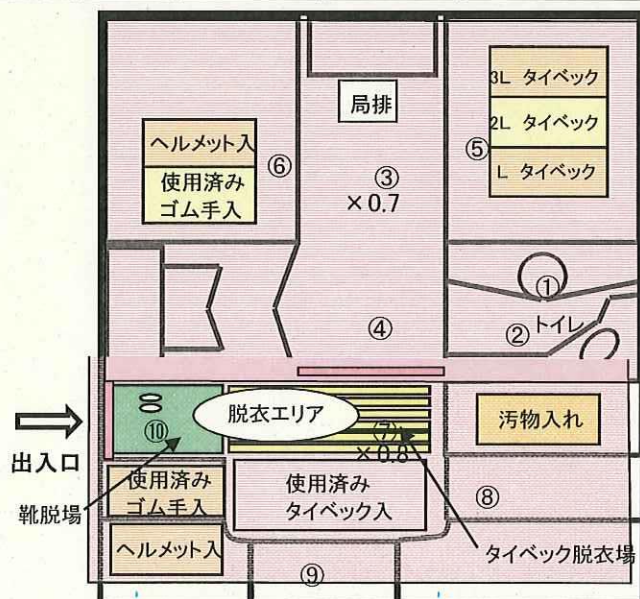 局排
3L タイベック
2L タイベック
L タイベック
⑤
ヘルメット入
使用済み
ゴム手入
⑥
③
×0.7
①
②
トイレ
④
脱衣エリア
⑦
×0.8
⑩
汚物入れ
出入口
靴脱場
使用済み
ゴム手入
使用済み
タイベック入
⑧
ヘルメット入
タイベック脱衣場
⑨